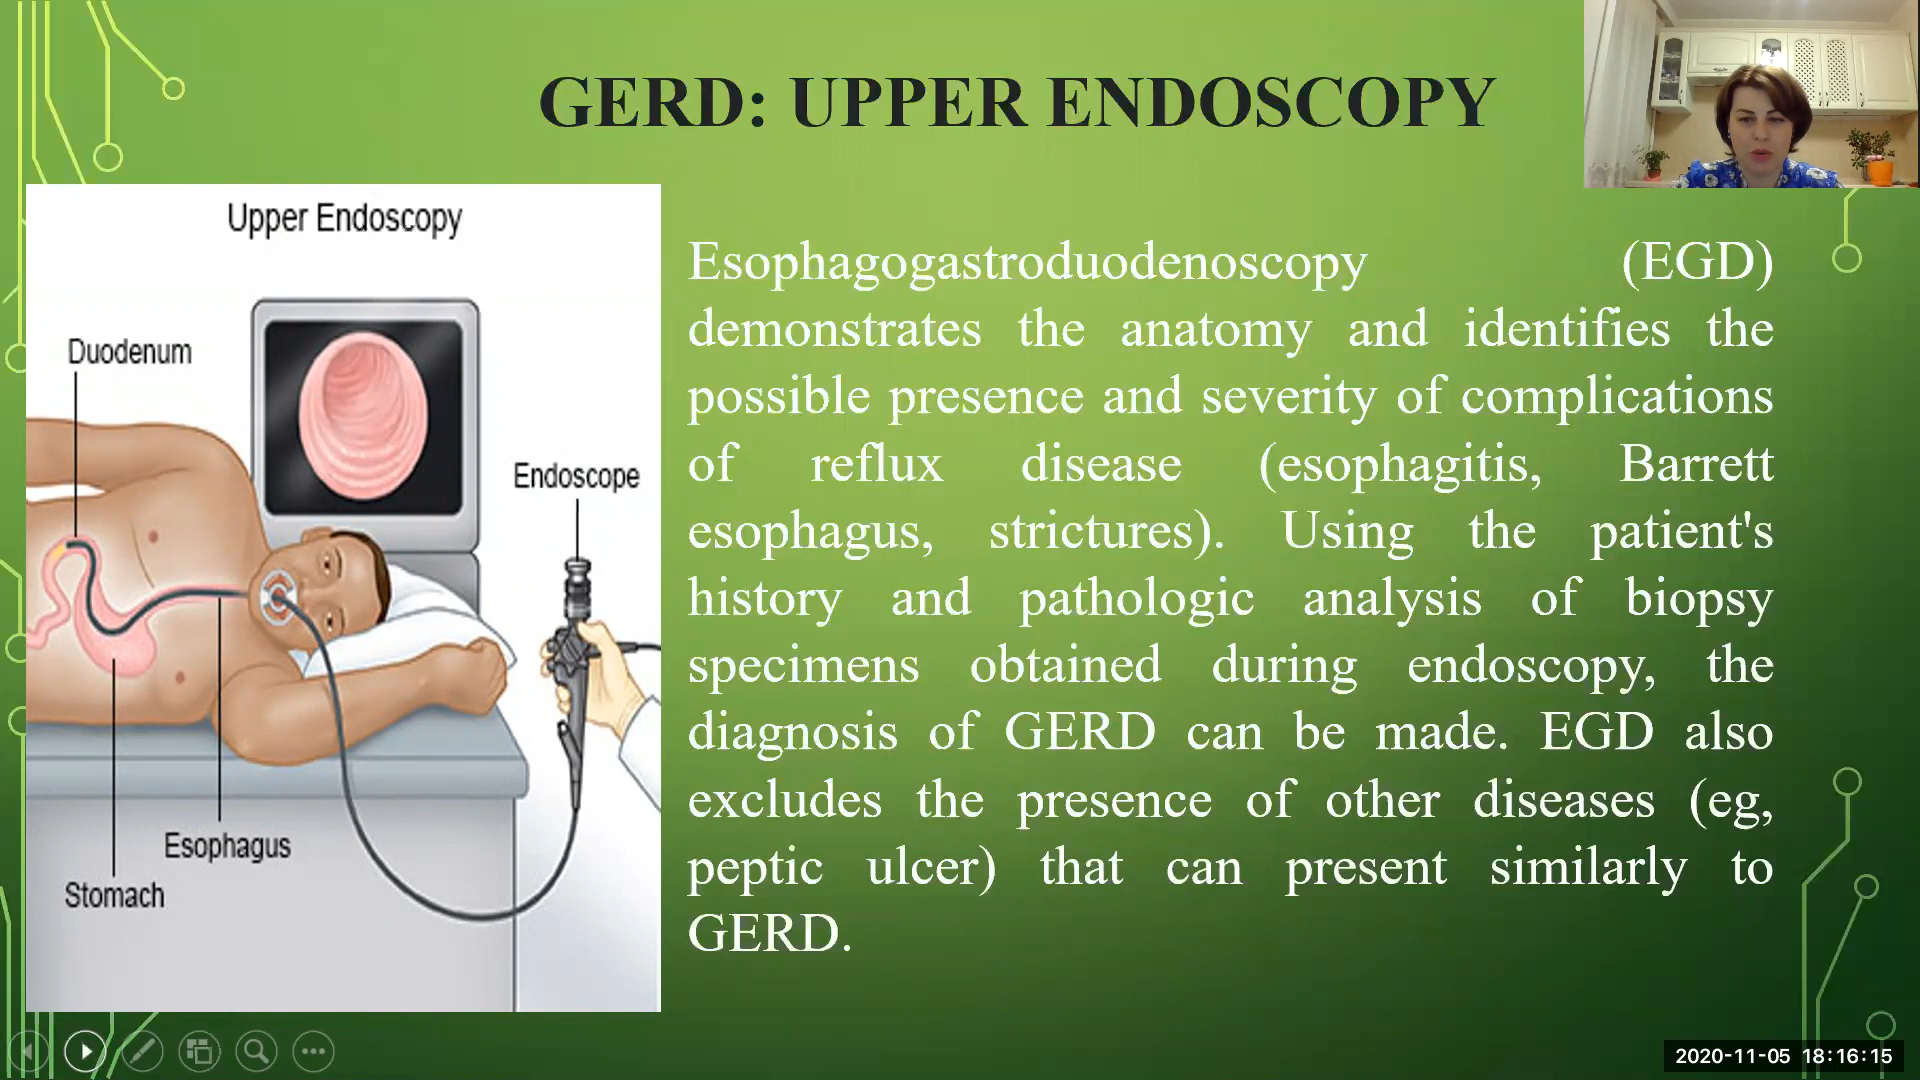 GERD: UPPER ENDOSCOPY
Upper Endoscopy
Duodenum
Endoscope
Esophagus
Stomach
Esophagogastroduodenoscopy (EGD)
demonstrates the anatomy and identifies the
possible presence and severity of complications
of reflux disease (esophagitis, Barrett
esophagus, strictures). Using the patient's
history and pathologic analysis of biopsy
specimens obtained during endoscopy, the
diagnosis of GERD can be made. EGD also
excludes the presence of other diseases (eg,
peptic ulcer) that can present similarly to
GERD.
2020-11-05 18:16:15